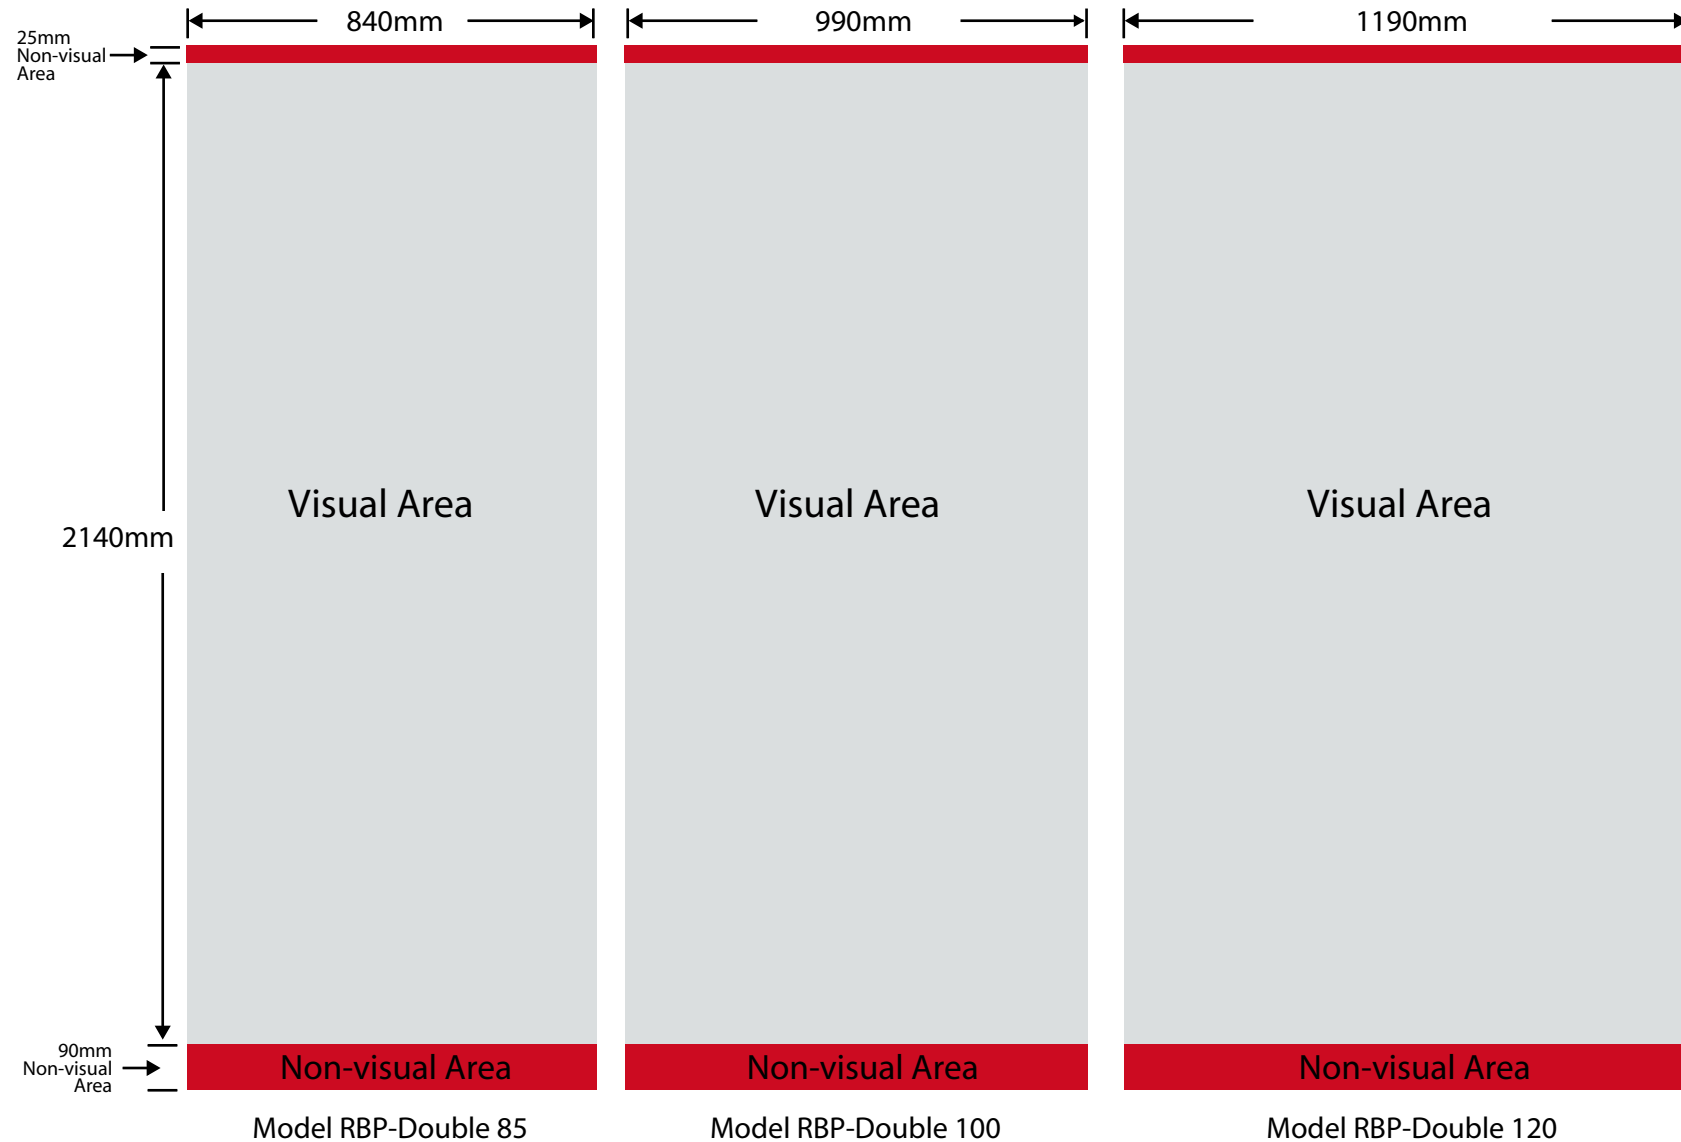 840mm
990mm
1190mm
25mm
Non-visual
Area
Visual Area
Visual Area
Visual Area
2140mm
90mm
Non-visual
Area
Non-visual Area
Non-visual Area
Non-visual Area
Model RBP-Double 85
Model RBP-Double 100
Model RBP-Double 120